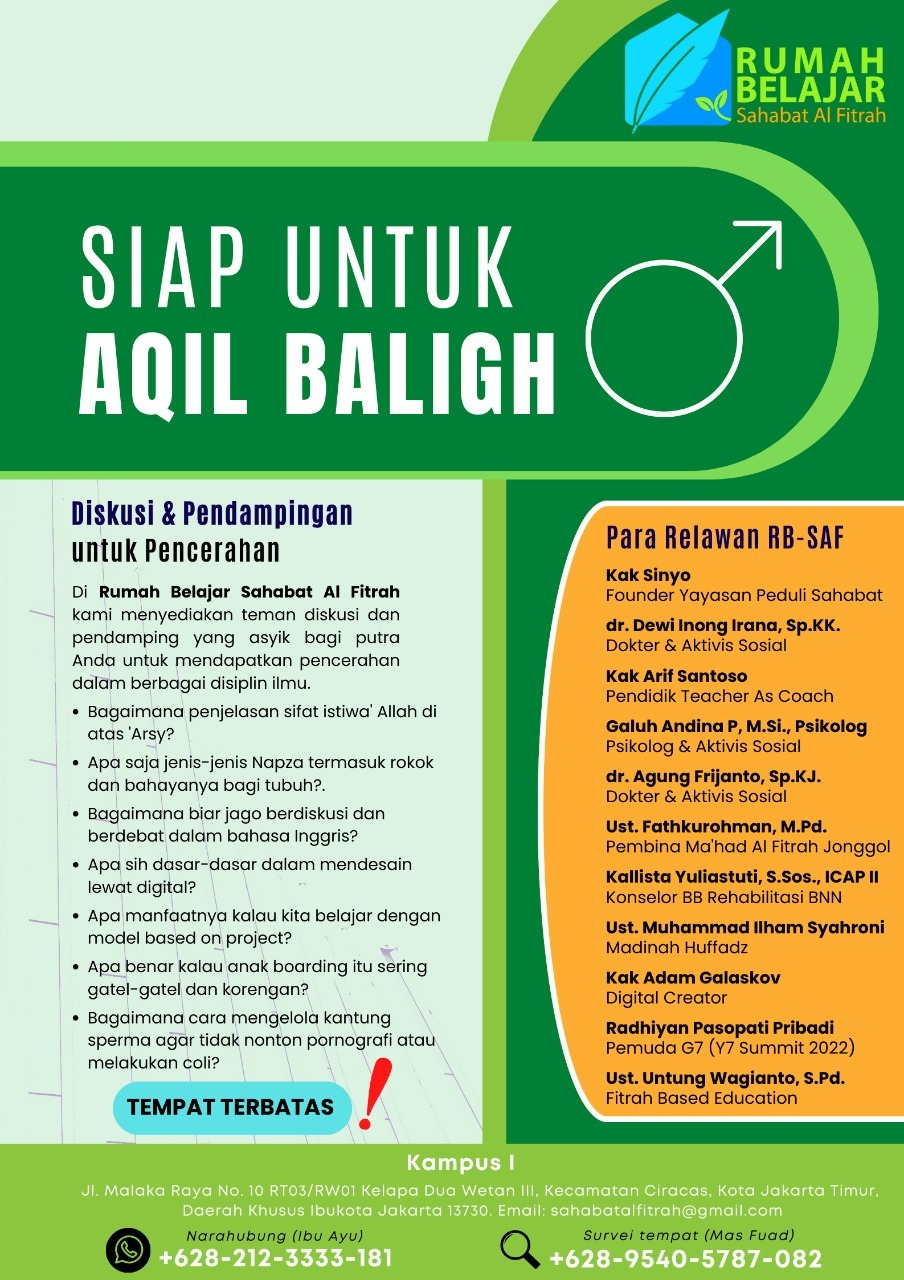 RUMAH
BELAJAR
Sahabat Al Fitrah
SIAP UNTUK
AQIL BALIGH
Diskusi & Pendampingan
untuk Pencerahan
Di Rumah Belajar Sahabat Al Fitrah
kami menyediakan teman diskusi dan
pendamping yang asyik bagi putra
Anda untuk mendapatkan pencerahan
dalam berbagai disiplin ilmu.
• Bagaimana penjelasan sifat istiwa' Allah di
atas 'Arsy?
• Apa saja jenis-jenis Napza termasuk rokok
dan bahayanya bagi tubuh?.
• Bagaimana biar jago berdiskusi dan
berdebat dalam bahasa Inggris?
• Apa sih dasar-dasar dalam mendesain
lewat digital?
• Apa manfaatnya kalau kita belajar dengan
model based on project?
• Apa benar kalau anak boarding itu sering
gatel-gatel dan korengan?
• Bagaimana cara mengelola kantung
sperma agar tidak nonton pornografi atau
melakukan coli?
TEMPAT TERBATAS
Para Relawan RB-SAF
Kak Sinyo
Founder Yayasan Peduli Sahabat
dr. Dewi Inong Irana, Sp.KK.
Dokter & Aktivis Sosial
Kak Arif Santoso
Pendidik Teacher As Coach
Galuh Andina P, M.Si., Psikolog
Psikolog & Aktivis Sosial
dr. Agung Frijanto, Sp.KJ.
Dokter & Aktivis Sosial
Ust. Fathkurohman, M.Pd.
Pembina Ma'had Al Fitrah Jonggol
Kallista Yuliastuti, S.Sos., ICAP II
Konselor BB Rehabilitasi BNN
Ust. Muhammad Ilham Syahroni
Madinah Huffadz
Kak Adam Galaskov
Digital Creator
Radhiyan Pasopati Pribadi
Pemuda G7 (Y7 Summit 2022)
Ust. Untung Wagianto, S.Pd.
Fitrah Based Education
Kampus I
Jl. Malaka Raya No. 10 RT03/RW01 Kelapa Dua Wetan III, Kecamatan Ciracas, Kota Jakarta Timur,
Daerah Khusus Ibukota Jakarta 13730. Email: sahabatalfitrah@gmail.com
Narahubung (Ibu Ayu)
+628-212-3333-181
Survei tempat (Mas Fuad)
+628-9540-5787-082